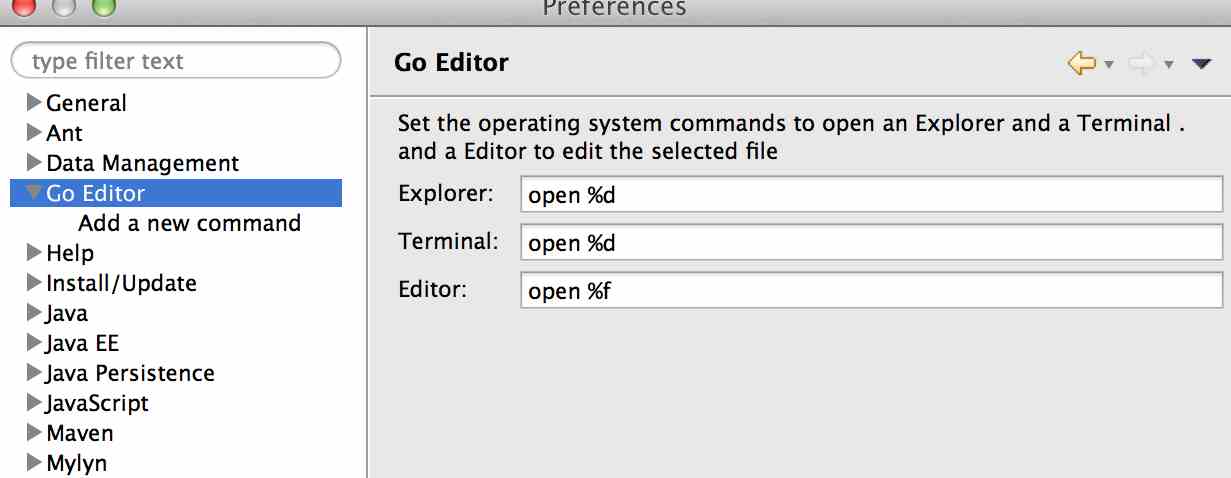 Preferences
type filter text
General
Ant
Data Management
Go Editor
Add a new command
Help
Install/Update
Java
Java EE
Java Persistence
JavaScript
Maven
Mylyn
Go Editor
Set the operating system commands to open an Explorer and a Terminal .
and a Editor to edit the selected file
Explorer: open %d
Terminal: open %d
Editor: open %f